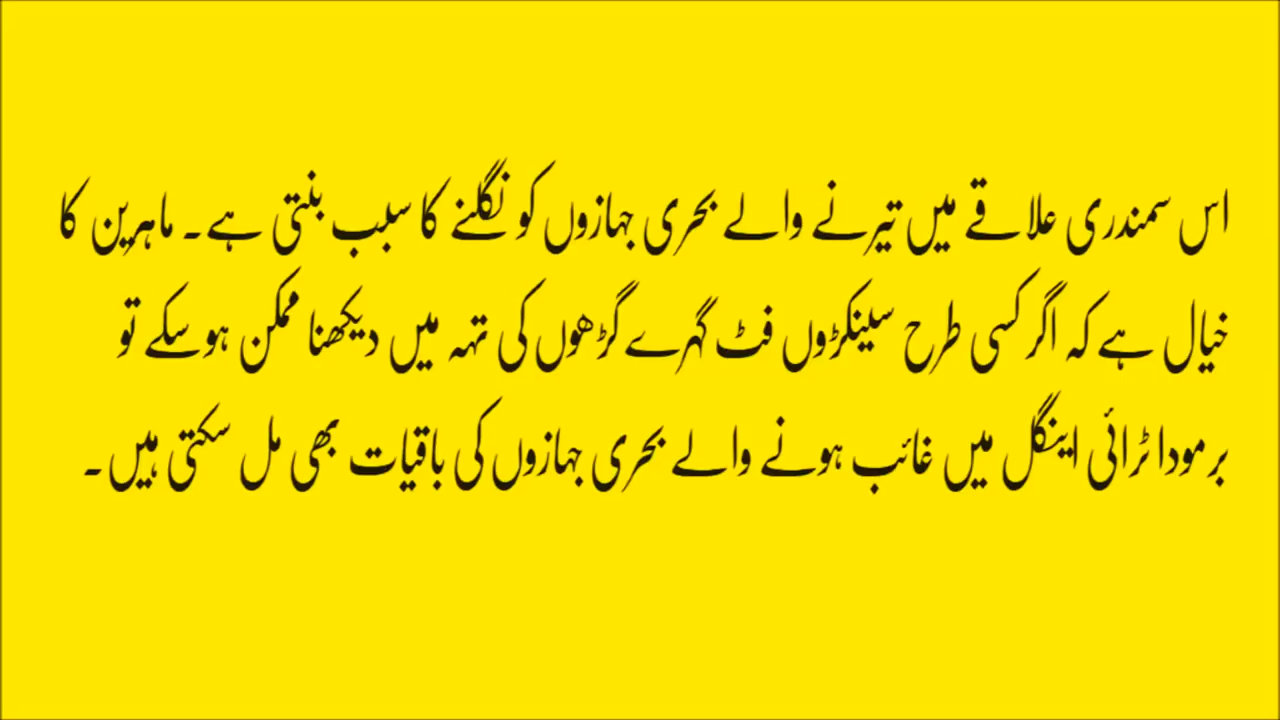 اس سمندری علاقے میں تیرنے والے بحری جہازوں کو نگلنے کا سبب بنتی ہے۔ ماہرین کا
خیال ہے کہ اگر کسی طرح سینکڑوں فٹ گہرے گڑھوں کی تہہ میں دیکھنا ممکن ہو سکے تو
برمودا ٹرائی اینگل میں غائب ہونے والے بحری جہازوں کی باقیات بھی مل سکتی ہیں۔